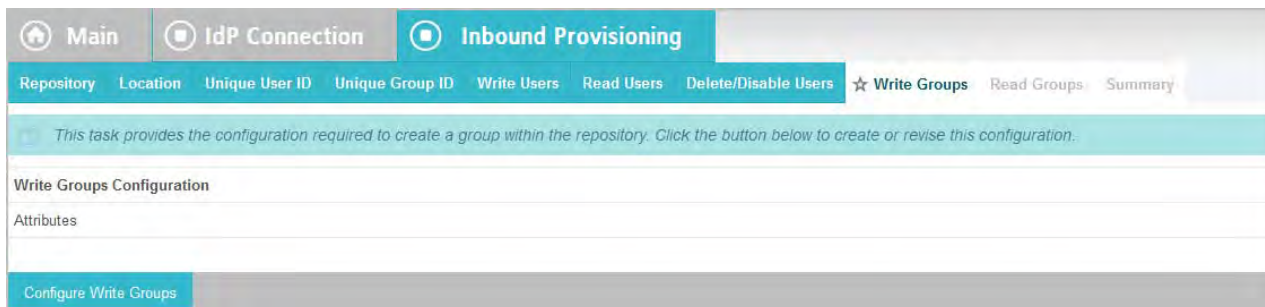 Main IdP Connection Inbound Provisioning
Repository Location Unique User ID Unique Group ID Write Users Read Users Delete/Disable Users Write Groups Read Groups Summary
This task provides the configuration required to create a group within the repository. Click the button below to create or revise this configuration.
Write Groups Configuration
Attributes
Configure Write Groups